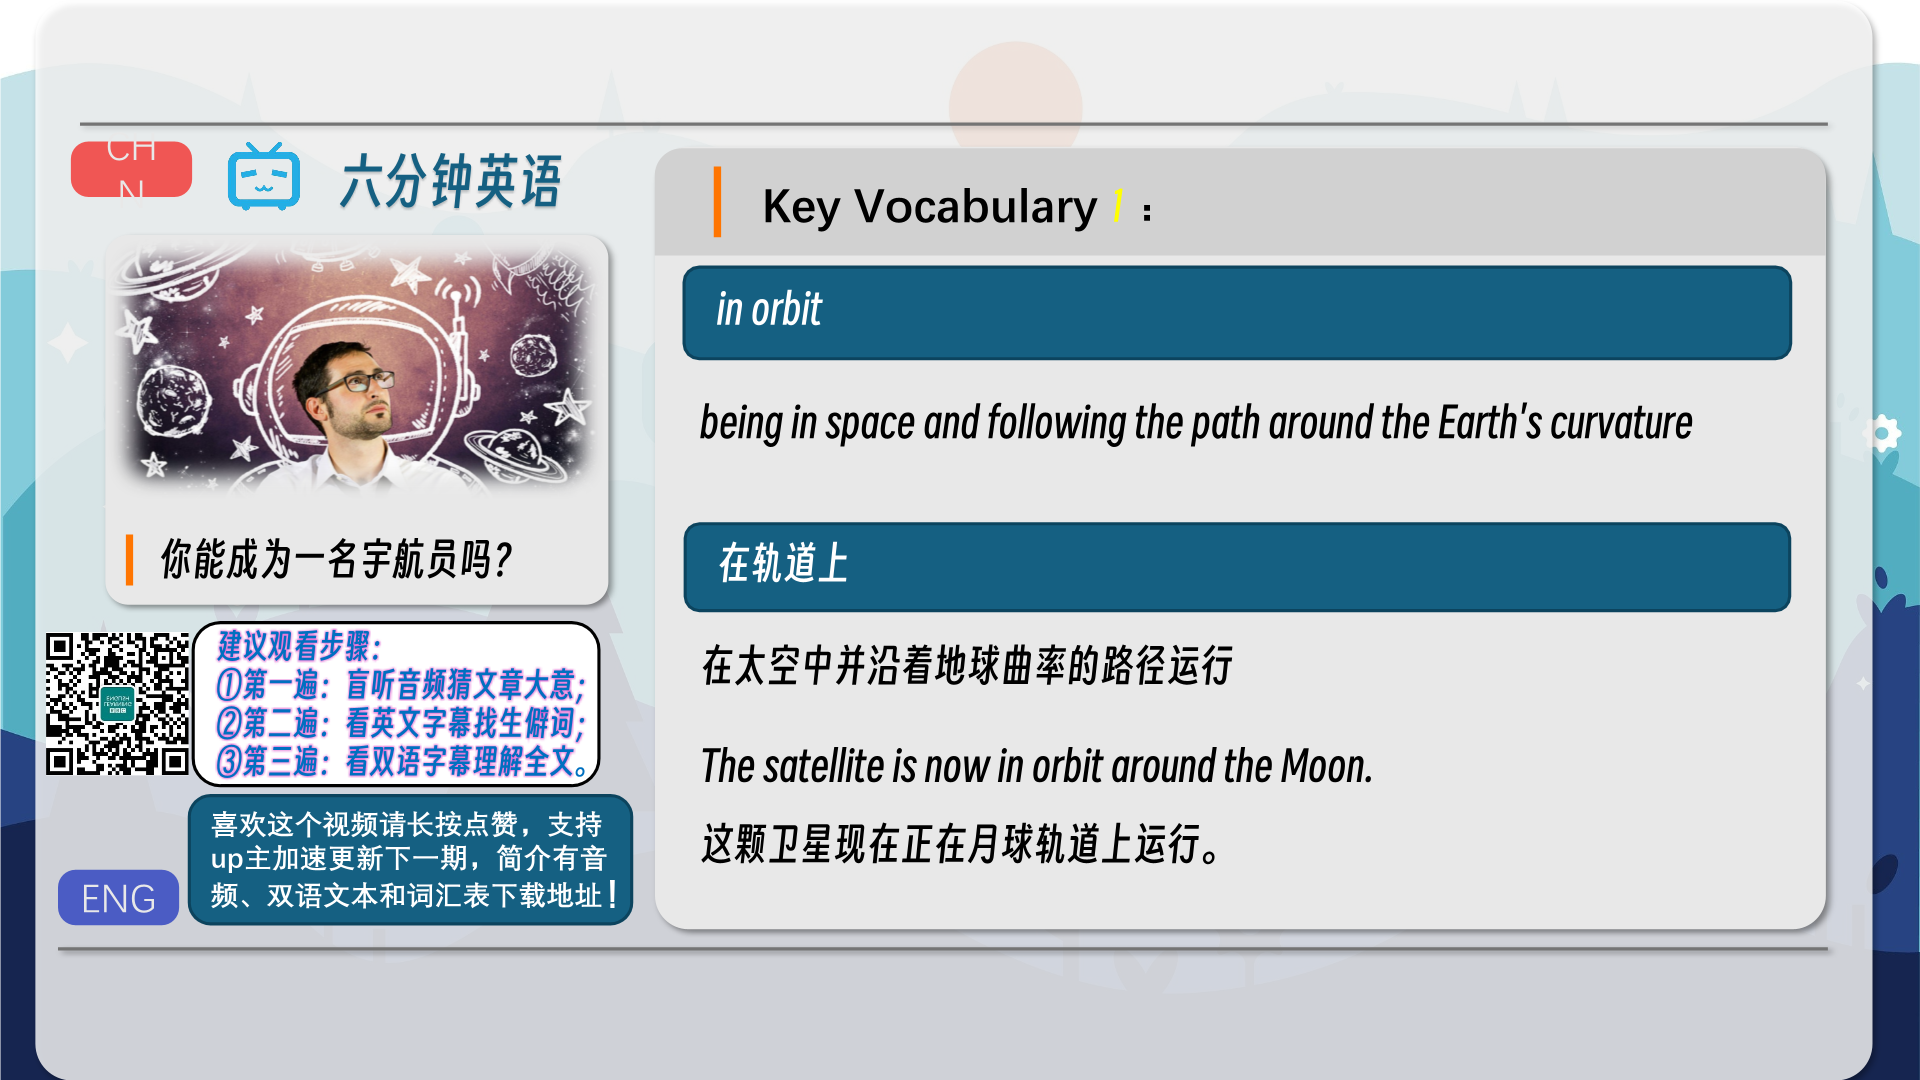 CH
N
六分钟英语
你能成为一名宇航员吗？
建议观看步骤：
①第一遍：盲听音频猜文章大意；
②第二遍：看英文字幕找生僻词；
③第三遍：看双语字幕理解全文。
喜欢这个视频请长按点赞，支持
up主加速更新下一期，简介有音
频、双语文本和词汇表下载地址！
ENG
Key Vocabulary 1：
in orbit
being in space and following the path around the Earth's curvature
在轨道上
在太空中并沿着地球曲率的路径运行
The satellite is now in orbit around the Moon.
这颗卫星现在正在月球轨道上运行。